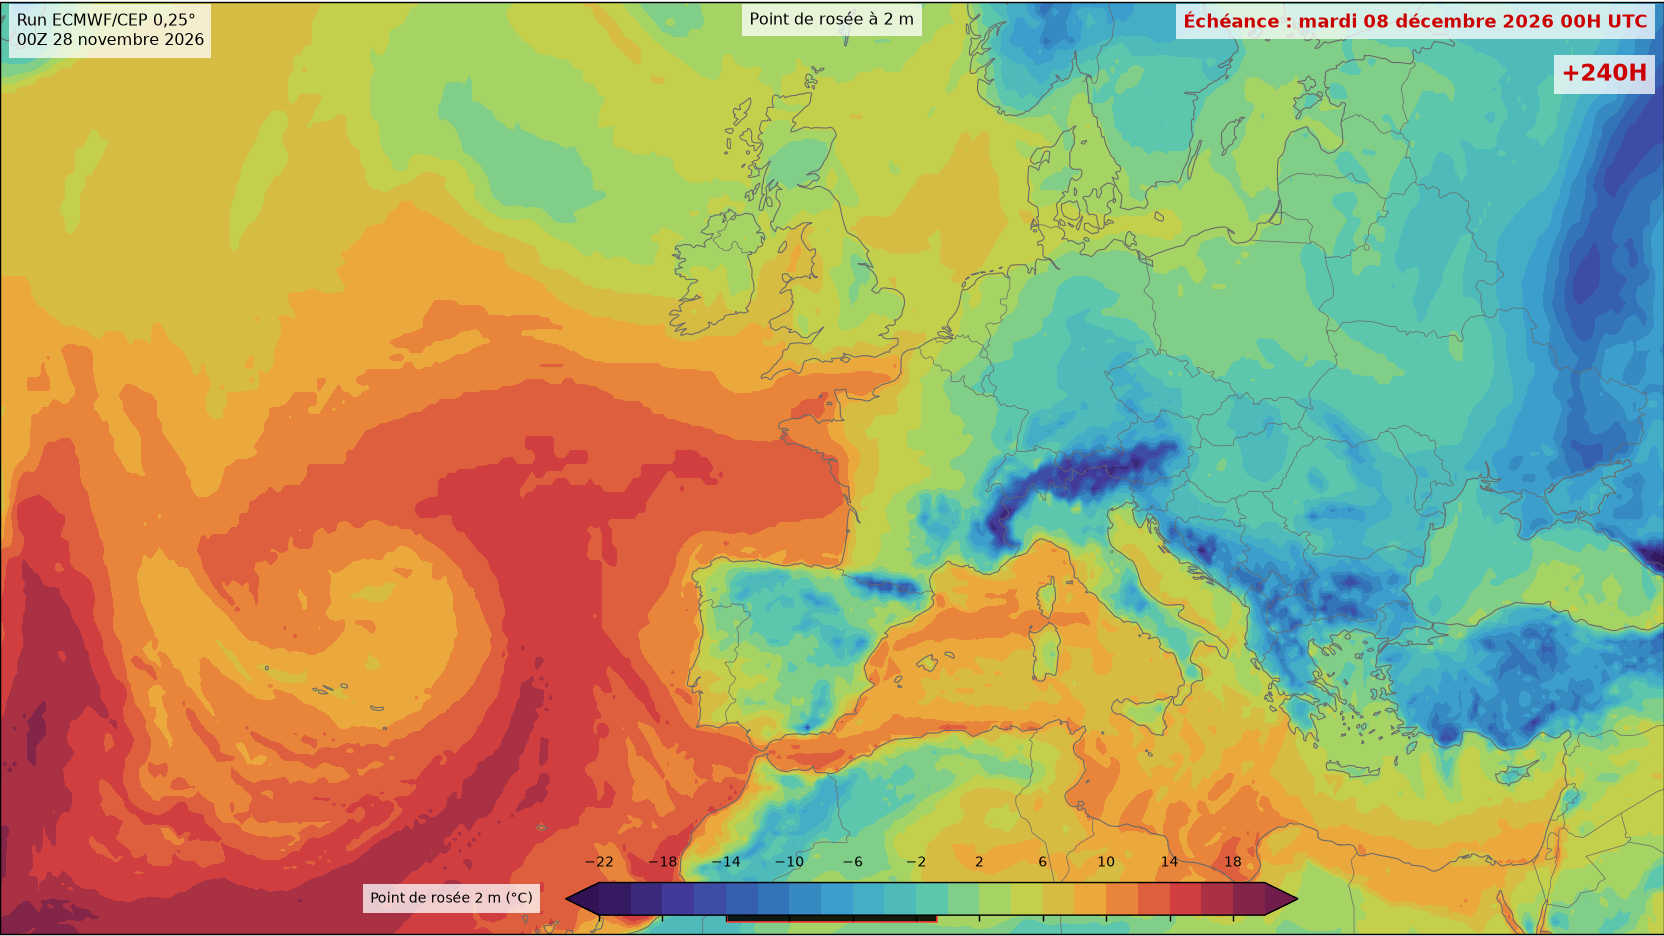 Run ECMWF/CEP 0,25°
00Z 28 novembre 2026
Point de rosée à 2 m
Échéance : mardi 08 décembre 2026 00H UTC
+240H
−22 −18 −14 −10 −6 −2 2 6 10 14 18
Point de rosée 2 m (°C)